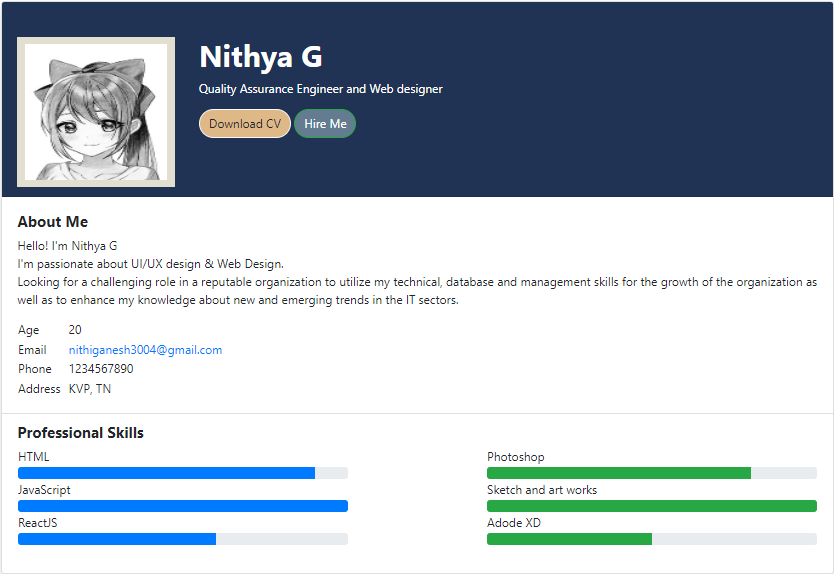 Nithya G
Quality Assurance Engineer and Web designer
Download CV Hire Me
About Me
Hello! I'm Nithya G
I'm passionate about UI/UX design & Web Design.
Looking for a challenging role in a reputable organization to utilize my technical, database and management skills for the growth of the organization as
well as to enhance my knowledge about new and emerging trends in the IT sectors.
Age 20
Email nithiganesh3004@gmail.com
Phone 1234567890
Address KVP, TN
Professional Skills
HTML
JavaScript
ReactJS
Photoshop
Sketch and art works
Adode XD